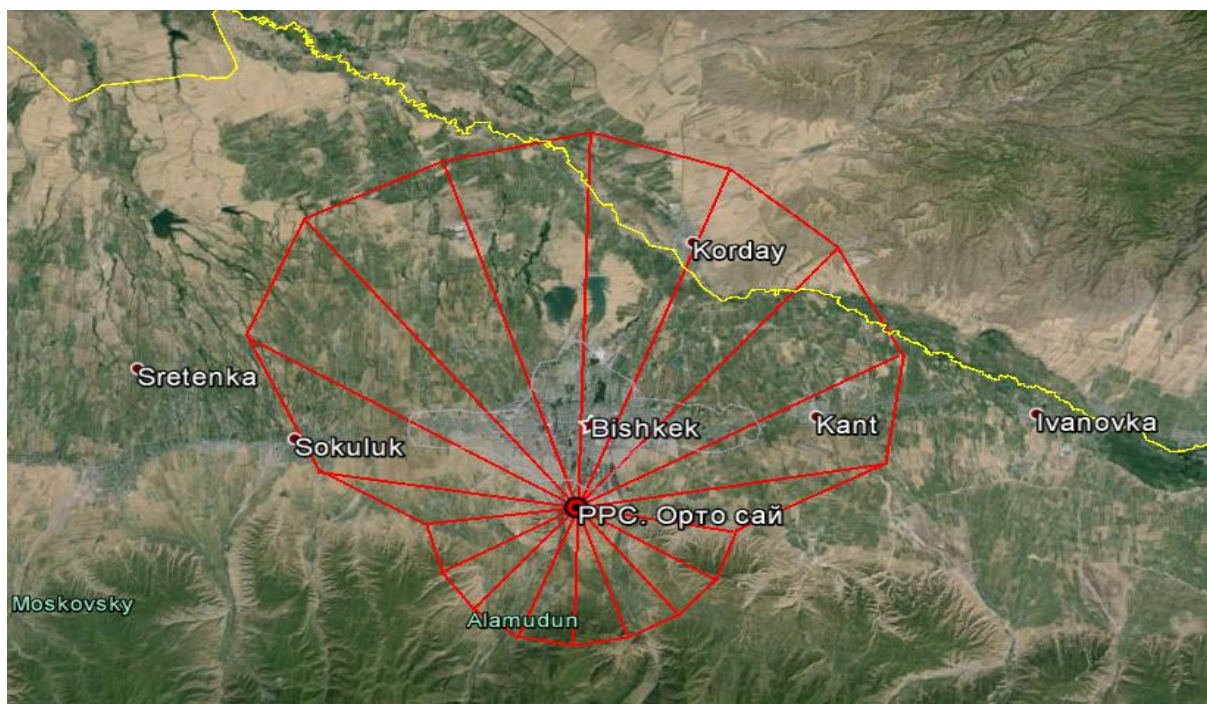 Korday
Sretenka
Kant
Ivanovka
Bishkek
Sokuluk
РРС. Орто сай
Moskovsky
Alamudun